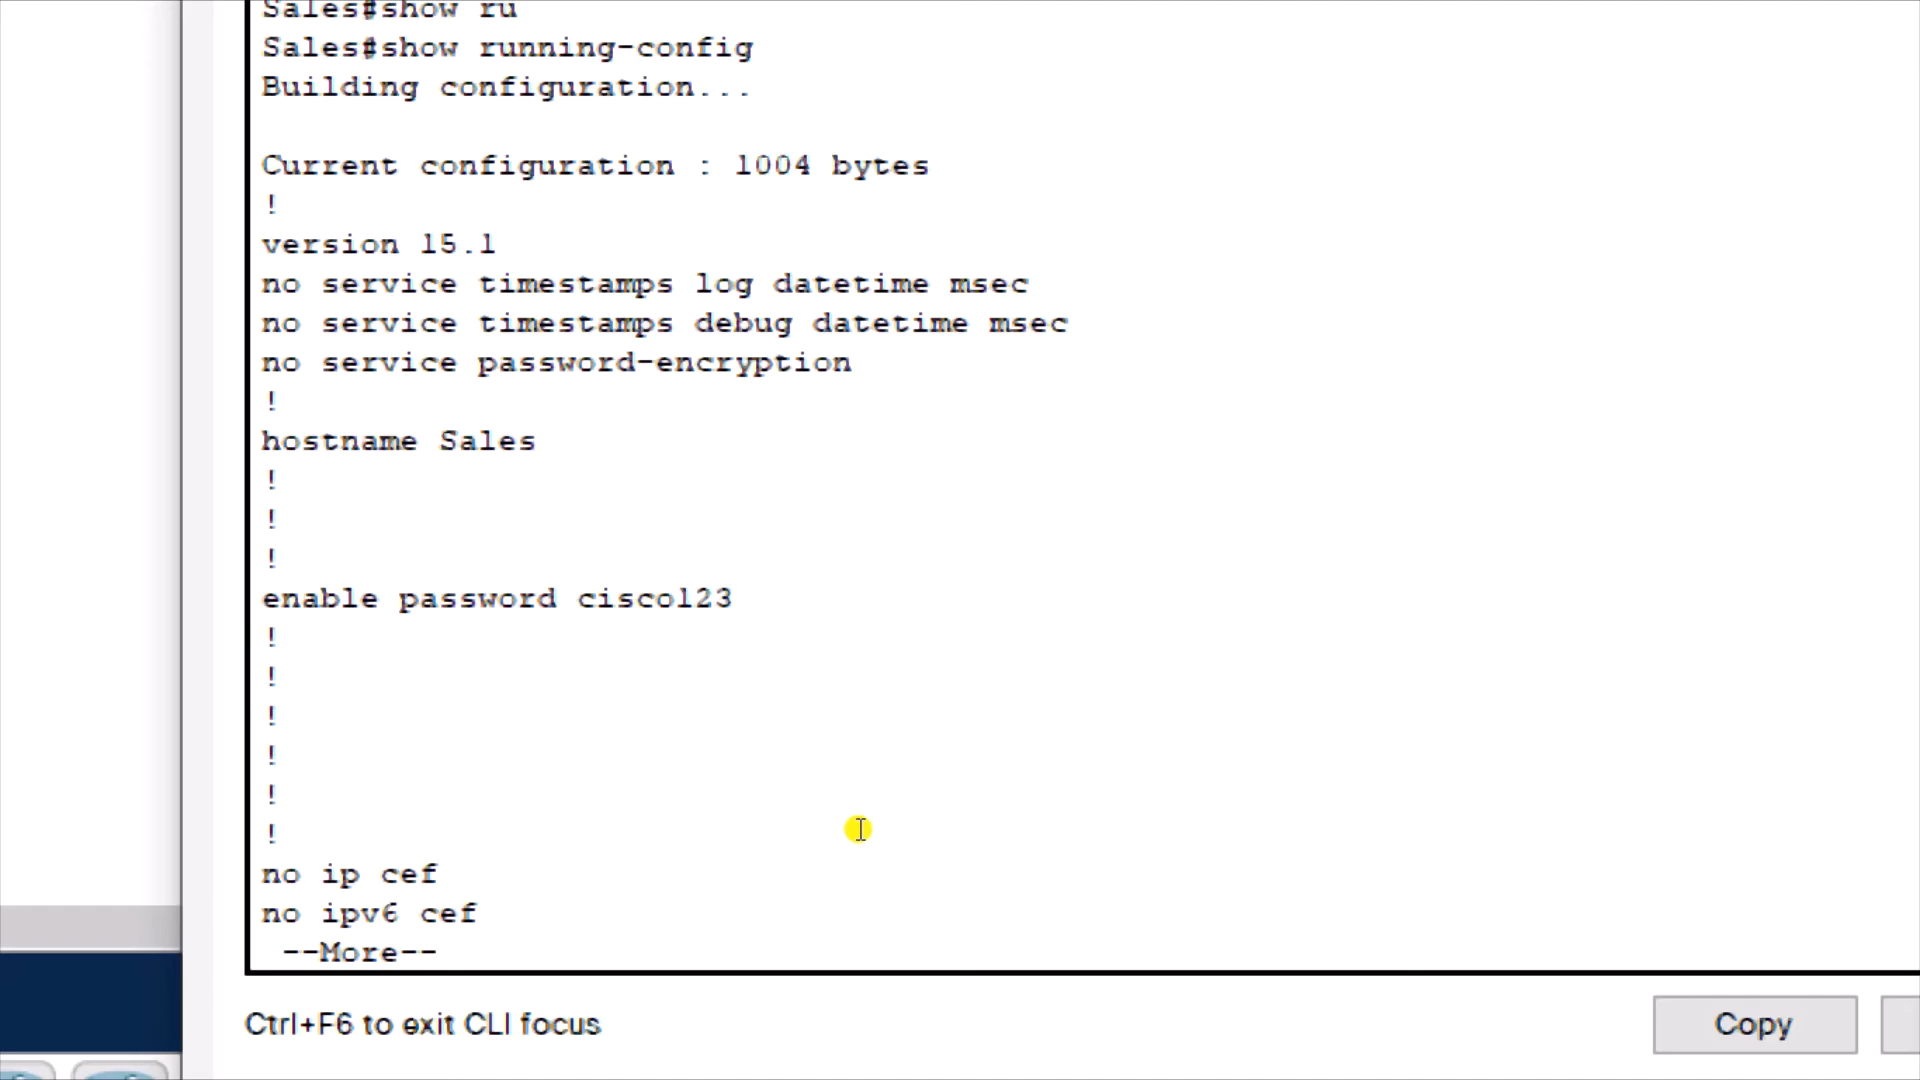 Sales#show ru
Sales#show running-config
Building configuration...
Current configuration : 1004 bytes
!
version 15.1
no service timestamps log datetime msec
no service timestamps debug datetime msec
no service password-encryption
!
hostname Sales
!
!
!
enable password cisco123
!
!
!
!
!
!
no ip cef
no ipv6 cef
--More--
Ctrl+F6 to exit CLI focus
Copy